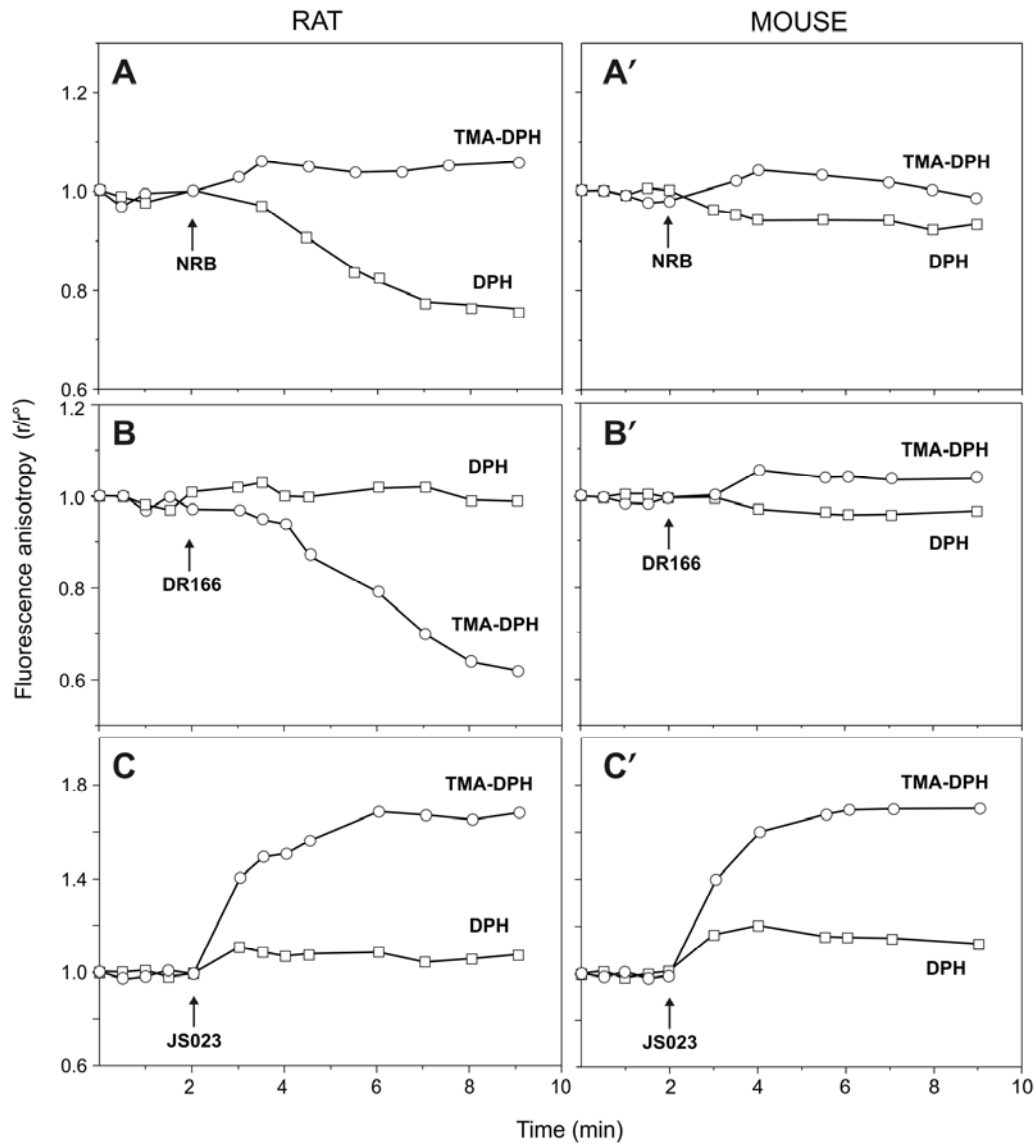 RAT
MOUSE
A
A′
1.2
1.0
0.8
0.6
TMA-DPH
NRB
DPH
TMA-DPH
NRB
DPH
B
B′
1.2
1.0
0.8
0.6
DPH
DR166
TMA-DPH
TMA-DPH
DR166
DPH
Fluorescence anisotropy (r/r°)
C
C′
1.8
1.4
1.0
0.6
TMA-DPH
DPH
JS023
TMA-DPH
DPH
JS023
0 2 4 6 8 10
0 2 4 6 8 10
Time (min)